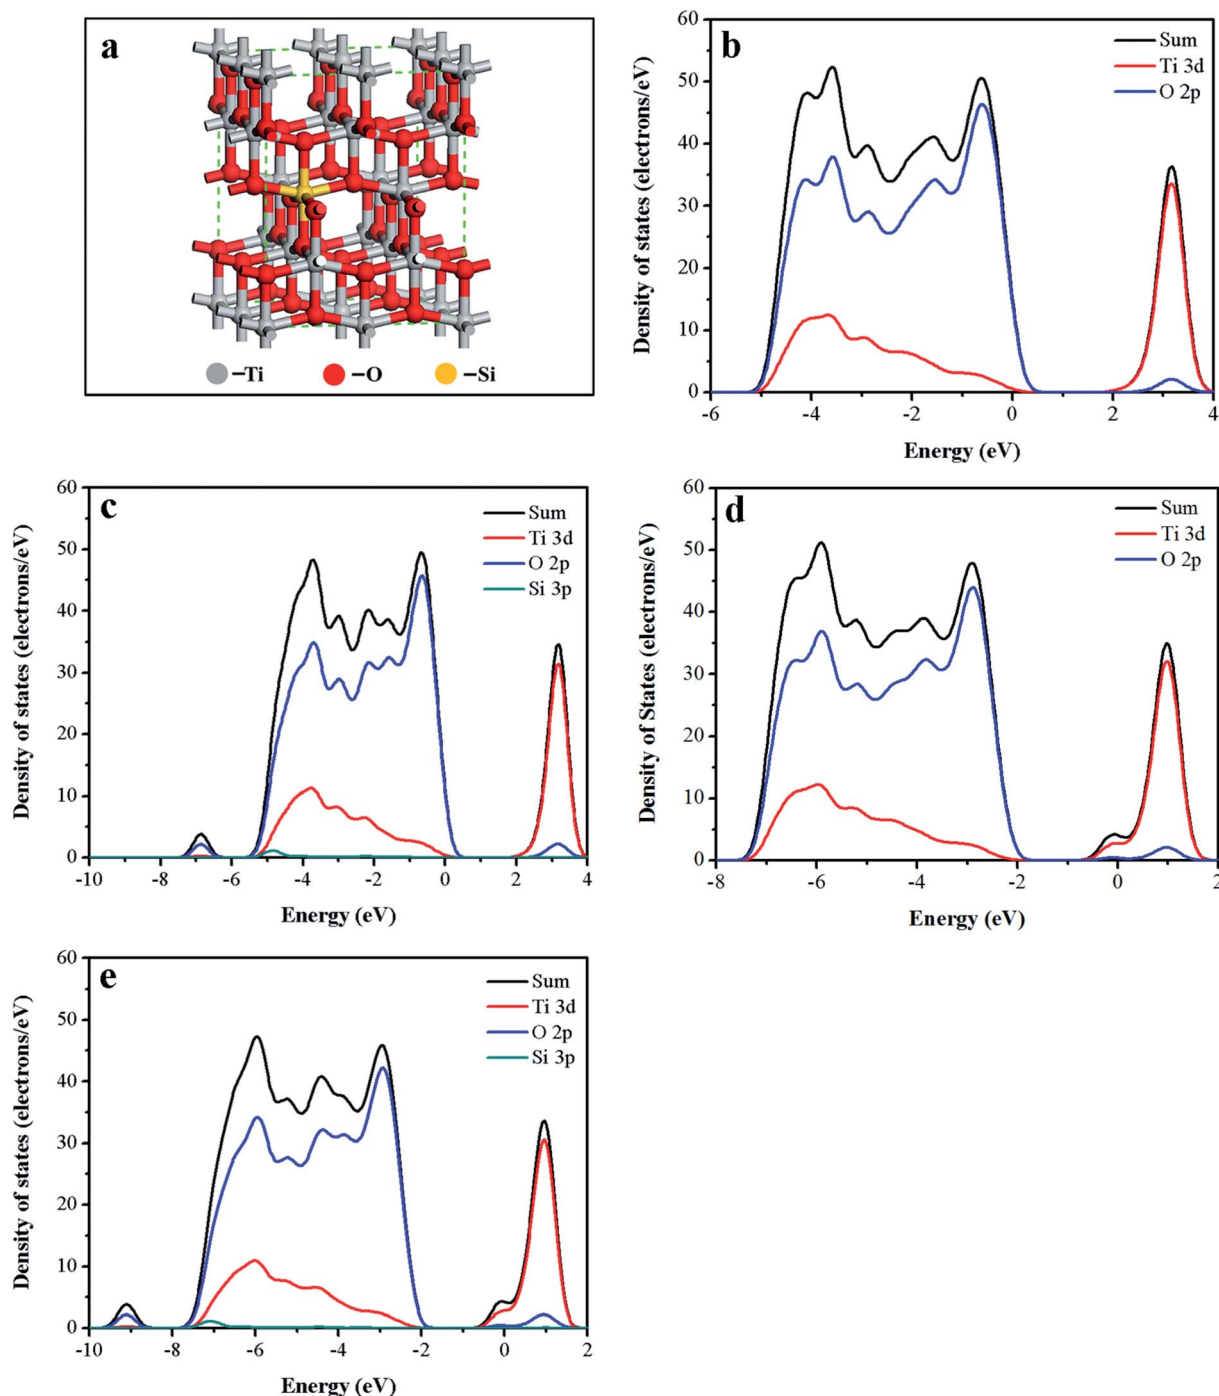 a
–Ti –O –Si
b
Sum
Ti 3d
O 2p
Density of states (electrons/eV)
60
50
40
30
20
10
0
-6 -4 -2 0 2 4
Energy (eV)
c
Sum
Ti 3d
O 2p
Si 3p
Density of states (electrons/eV)
60
50
40
30
20
10
0
-10 -8 -6 -4 -2 0 2 4
Energy (eV)
d
Sum
Ti 3d
O 2p
Density of States (electrons/eV)
60
50
40
30
20
10
0
-8 -6 -4 -2 0 2
Energy (eV)
e
Sum
Ti 3d
O 2p
Si 3p
Density of states (electrons/eV)
60
50
40
30
20
10
0
-10 -8 -6 -4 -2 0 2
Energy (eV)